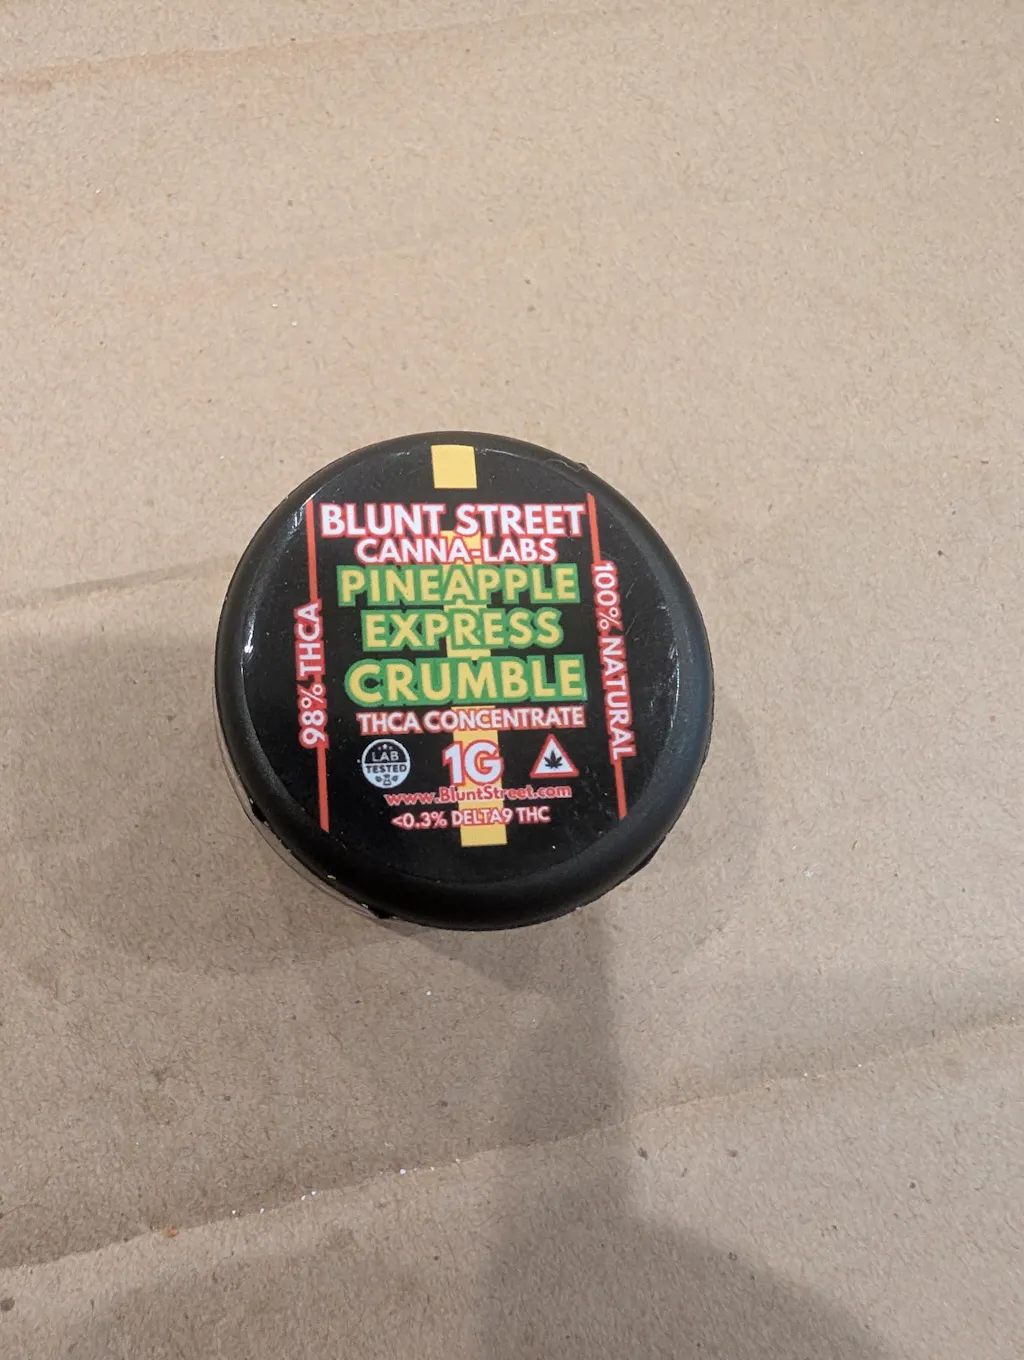 BLUNT STREET
CANNA-LABS
PINEAPPLE
EXPRESS
CRUMBLE
THCA CONCENTRATE
LAB
TESTED
1G
www.BluntStreet.com
<0.3% DELTA9 THC
98% THCA
100% NATURAL